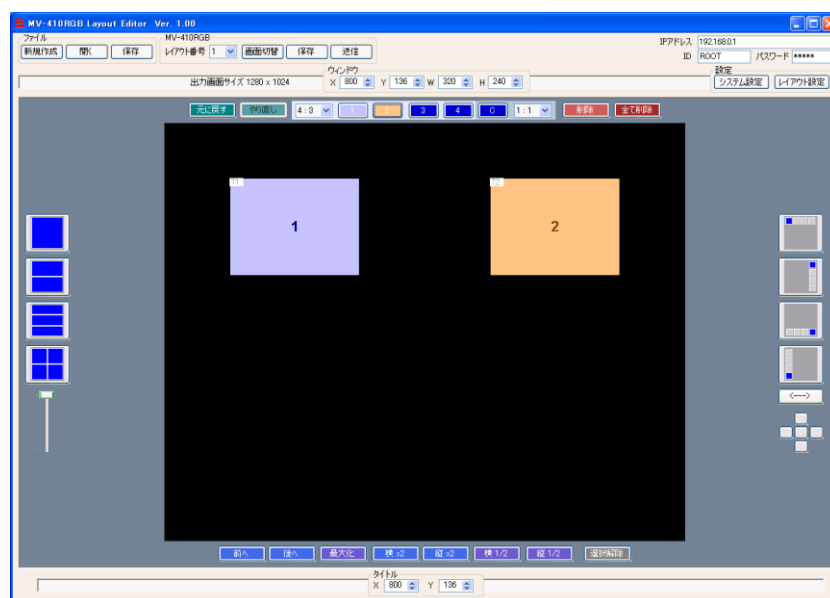 MV-410RGB Layout Editor Ver. 1.00
ファイル
MV-410RGB
新規作成 開く 保存 レイアウト番号 1 画面切替 保存 送信
IPアドレス 192.168.0.1
ID ROOT パスワード *****
出力画面サイズ 1280 x 1024
ウィンドウ
X 800 Y 136 W 320 H 240
設定
システム設定 レイアウト設定
元に戻す やり直し 4:3 1 2 3 4 C 1:1 削除 全て削除
T1 T2
1 2
<--->
前へ 後へ 最大化 横 x2 縦 x2 横 1/2 縦 1/2 選択解除
タイトル
X 800 Y 136